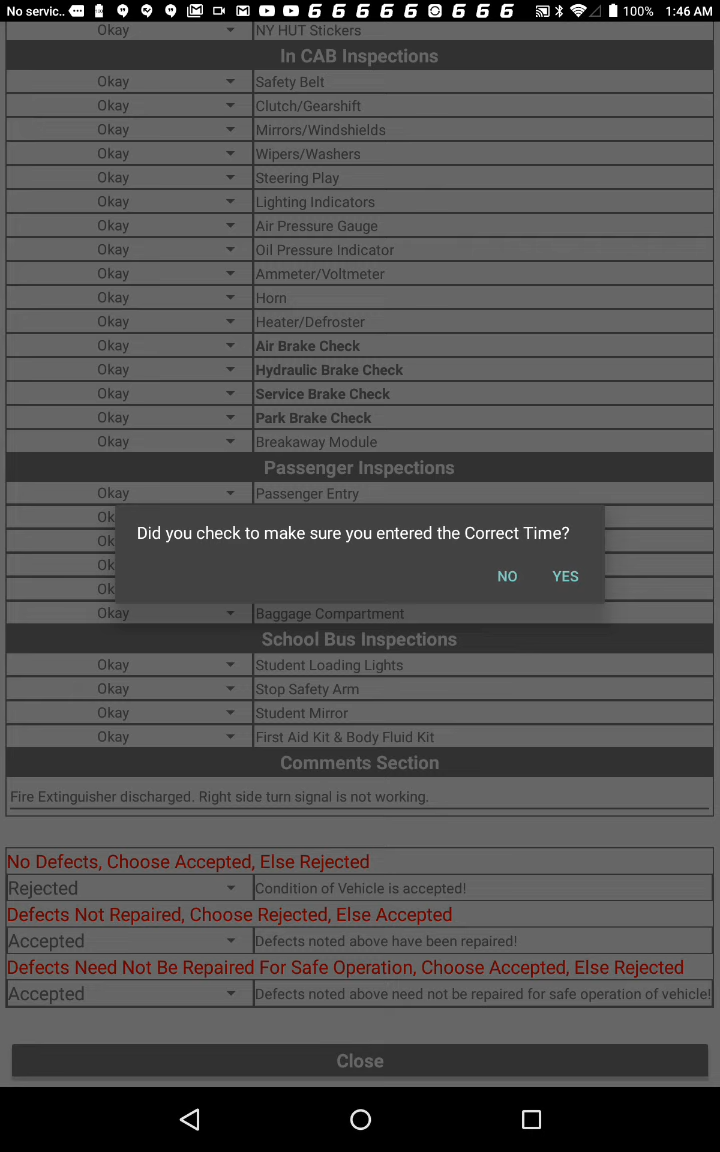 No servic.. 100% 1:46 AM
Okay NY HUT Stickers
In CAB Inspections
Okay Safety Belt
Okay Clutch/Gearshift
Okay Mirrors/Windshields
Okay Wipers/Washers
Okay Steering Play
Okay Lighting Indicators
Okay Air Pressure Gauge
Okay Oil Pressure Indicator
Okay Ammeter/Voltmeter
Okay Horn
Okay Heater/Defroster
Okay Air Brake Check
Okay Hydraulic Brake Check
Okay Service Brake Check
Okay Park Brake Check
Okay Breakaway Module
Passenger Inspections
Okay Passenger Entry
Ok
Did you check to make sure you entered the Correct Time?
Ok
Ok
NO YES
Ok
Okay Baggage Compartment
School Bus Inspections
Okay Student Loading Lights
Okay Stop Safety Arm
Okay Student Mirror
Okay First Aid Kit & Body Fluid Kit
Comments Section
Fire Extinguisher discharged. Right side turn signal is not working.
No Defects, Choose Accepted, Else Rejected
Rejected Condition of Vehicle is accepted!
Defects Not Repaired, Choose Rejected, Else Accepted
Accepted Defects noted above have been repaired!
Defects Need Not Be Repaired For Safe Operation, Choose Accepted, Else Rejected
Accepted Defects noted above need not be repaired for safe operation of vehicle!
Close